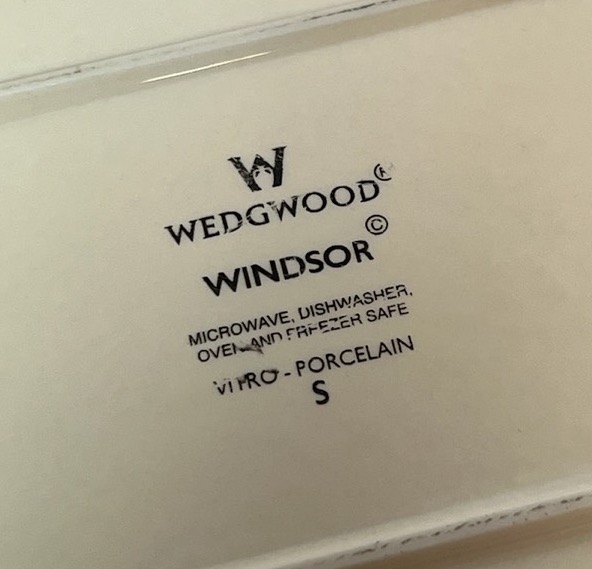 W
WEDGWOOD®
WINDSOR©
MICROWAVE, DISHWASHER,
OVEN AND FREEZER SAFE
VITRO - PORCELAIN
S